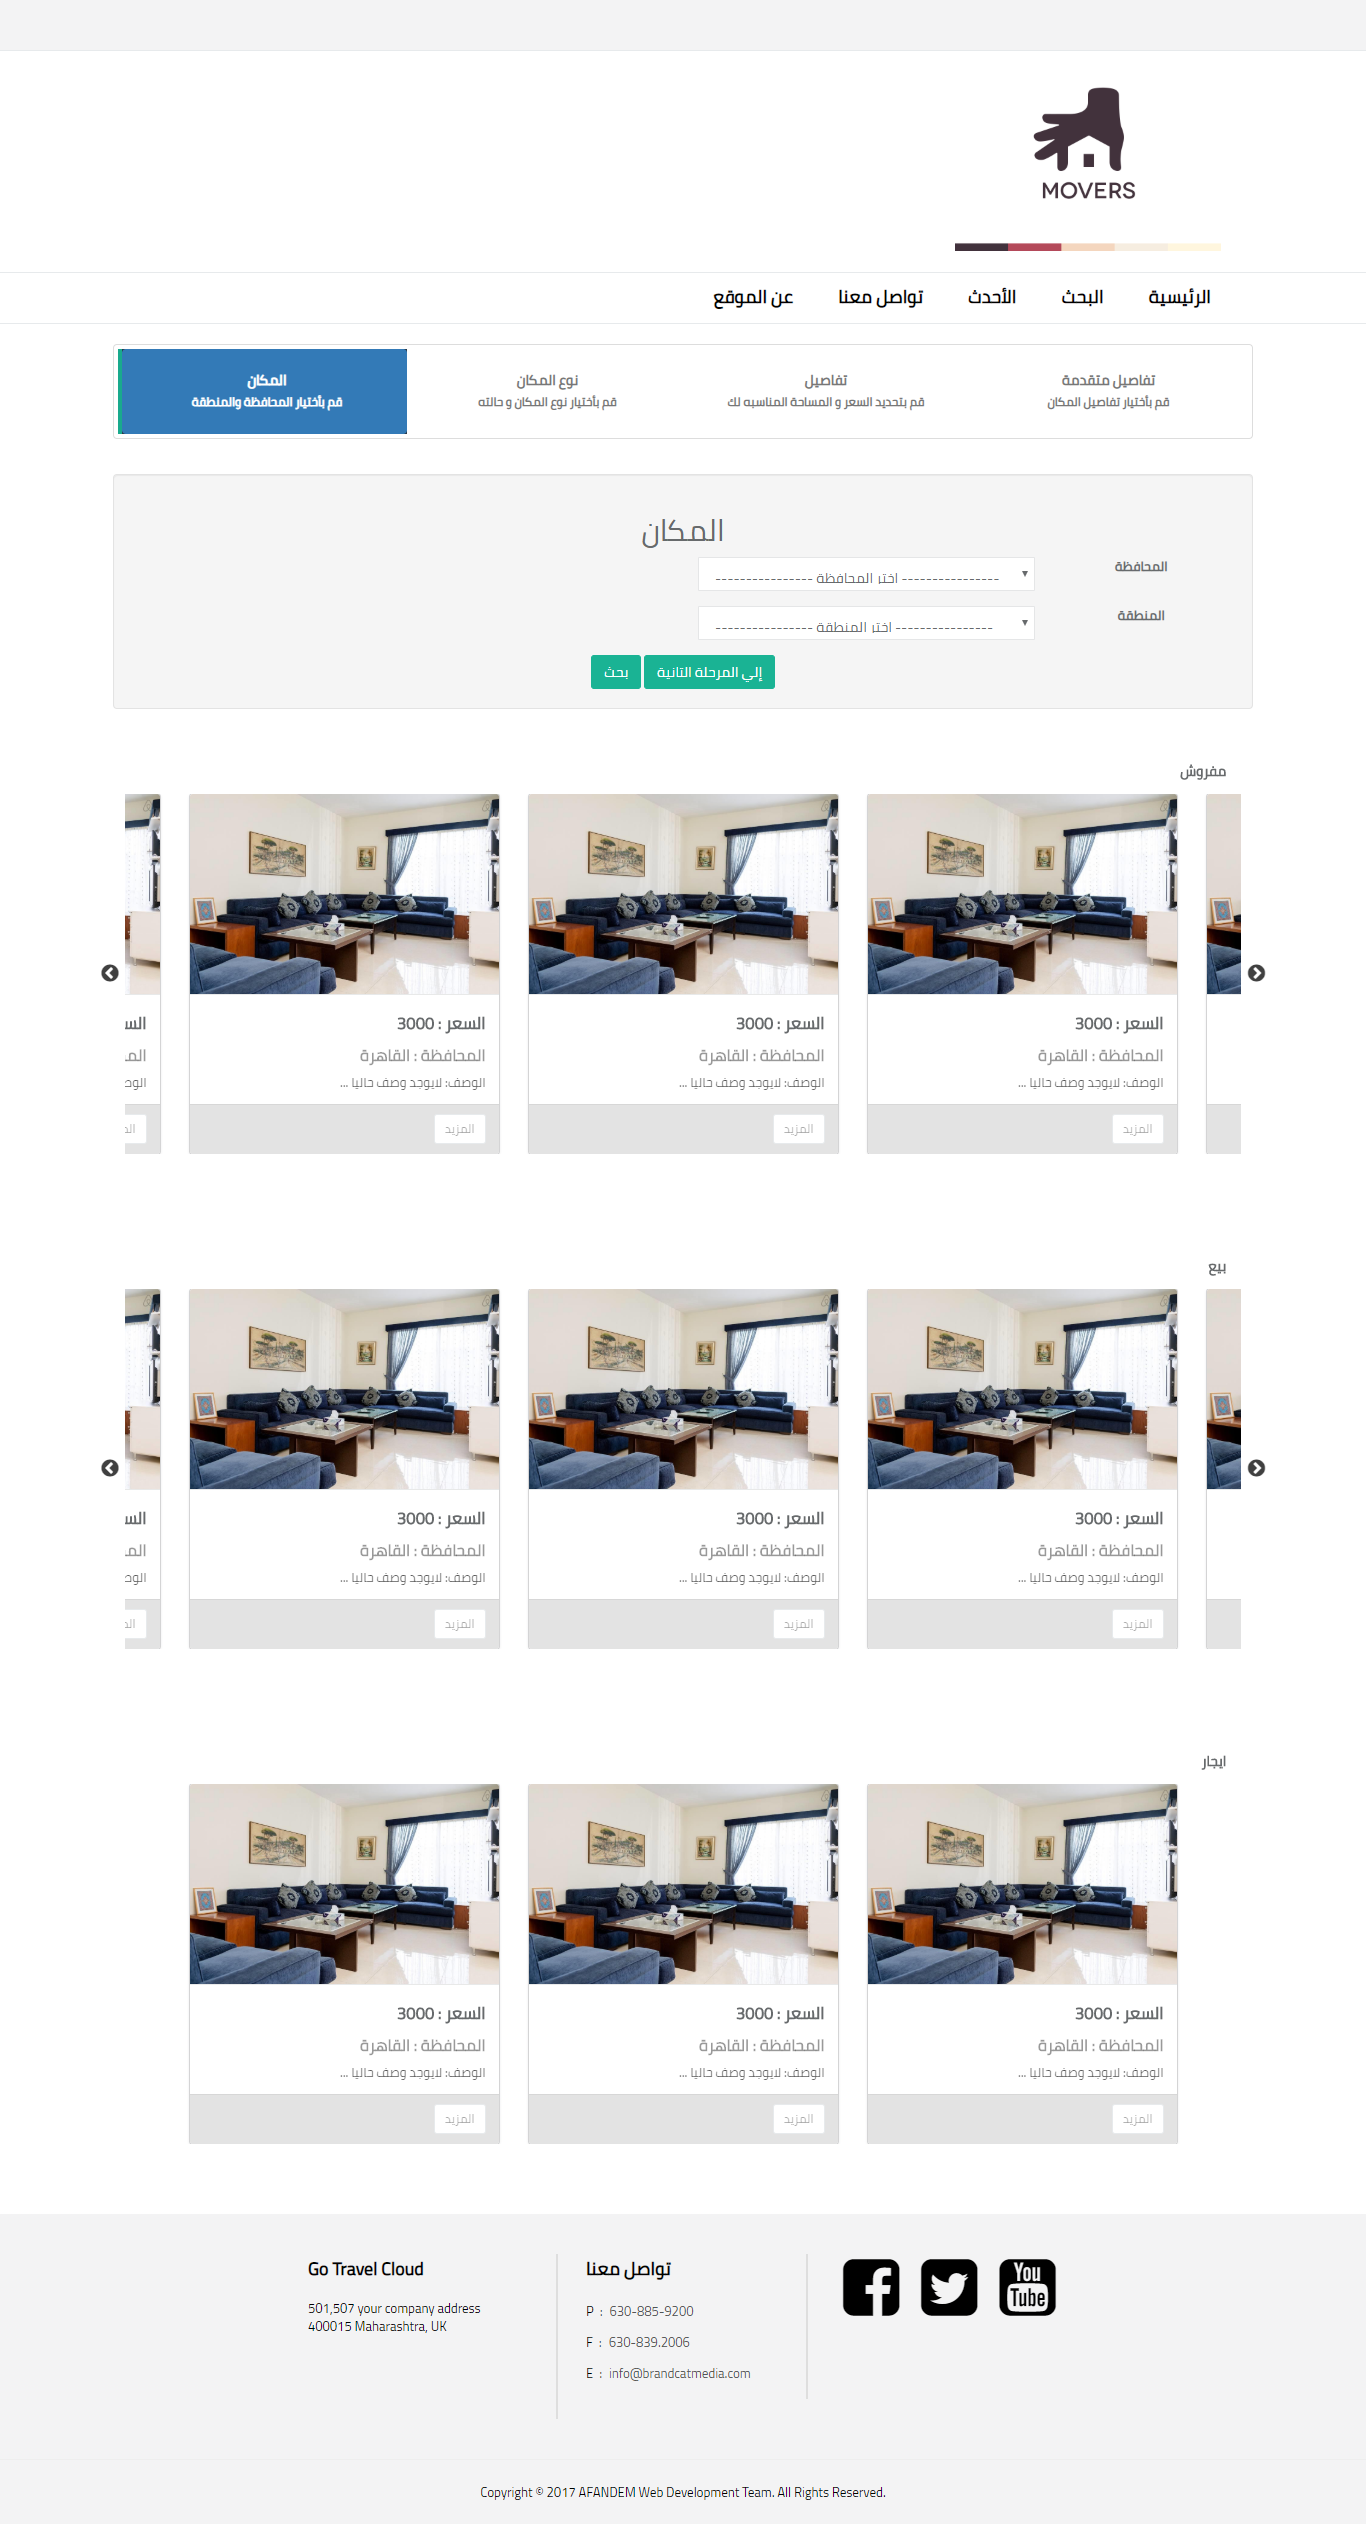 MOVERS
الرئيسية
البحث
الأحدث
تواصل معنا
عن الموقع
تفاصيل متقدمة
قم بأختيار تفاصيل المكان
تفاصيل
قم بتحديد السعر و المساحة المناسبه لك
نوع المكان
قم بأختيار نوع المكان و حالته
المكان
قم بأختيار المحافظة والمنطقة
المكان
المحافظة
---------------- اختر المحافظة ----------------
المنطقة
---------------- اختر المنطقة ----------------
إلي المرحلة الثانية
بحث
مفروش
السعر : 3000
المحافظة : القاهرة
الوصف: لايوجد وصف حاليا ...
المزيد
السعر : 3000
المحافظة : القاهرة
الوصف: لايوجد وصف حاليا ...
المزيد
السعر : 3000
المحافظة : القاهرة
الوصف: لايوجد وصف حاليا ...
المزيد
بيع
السعر : 3000
المحافظة : القاهرة
الوصف: لايوجد وصف حاليا ...
المزيد
السعر : 3000
المحافظة : القاهرة
الوصف: لايوجد وصف حاليا ...
المزيد
السعر : 3000
المحافظة : القاهرة
الوصف: لايوجد وصف حاليا ...
المزيد
ايجار
السعر : 3000
المحافظة : القاهرة
الوصف: لايوجد وصف حاليا ...
المزيد
السعر : 3000
المحافظة : القاهرة
الوصف: لايوجد وصف حاليا ...
المزيد
السعر : 3000
المحافظة : القاهرة
الوصف: لايوجد وصف حاليا ...
المزيد
You
Tube
تواصل معنا
P : 630-885-9200
F : 630-839.2006
E : info@brandcatmedia.com
Go Travel Cloud
501,507 your company address
400015 Maharashtra, UK
Copyright © 2017 AFANDEM Web Development Team. All Rights Reserved.